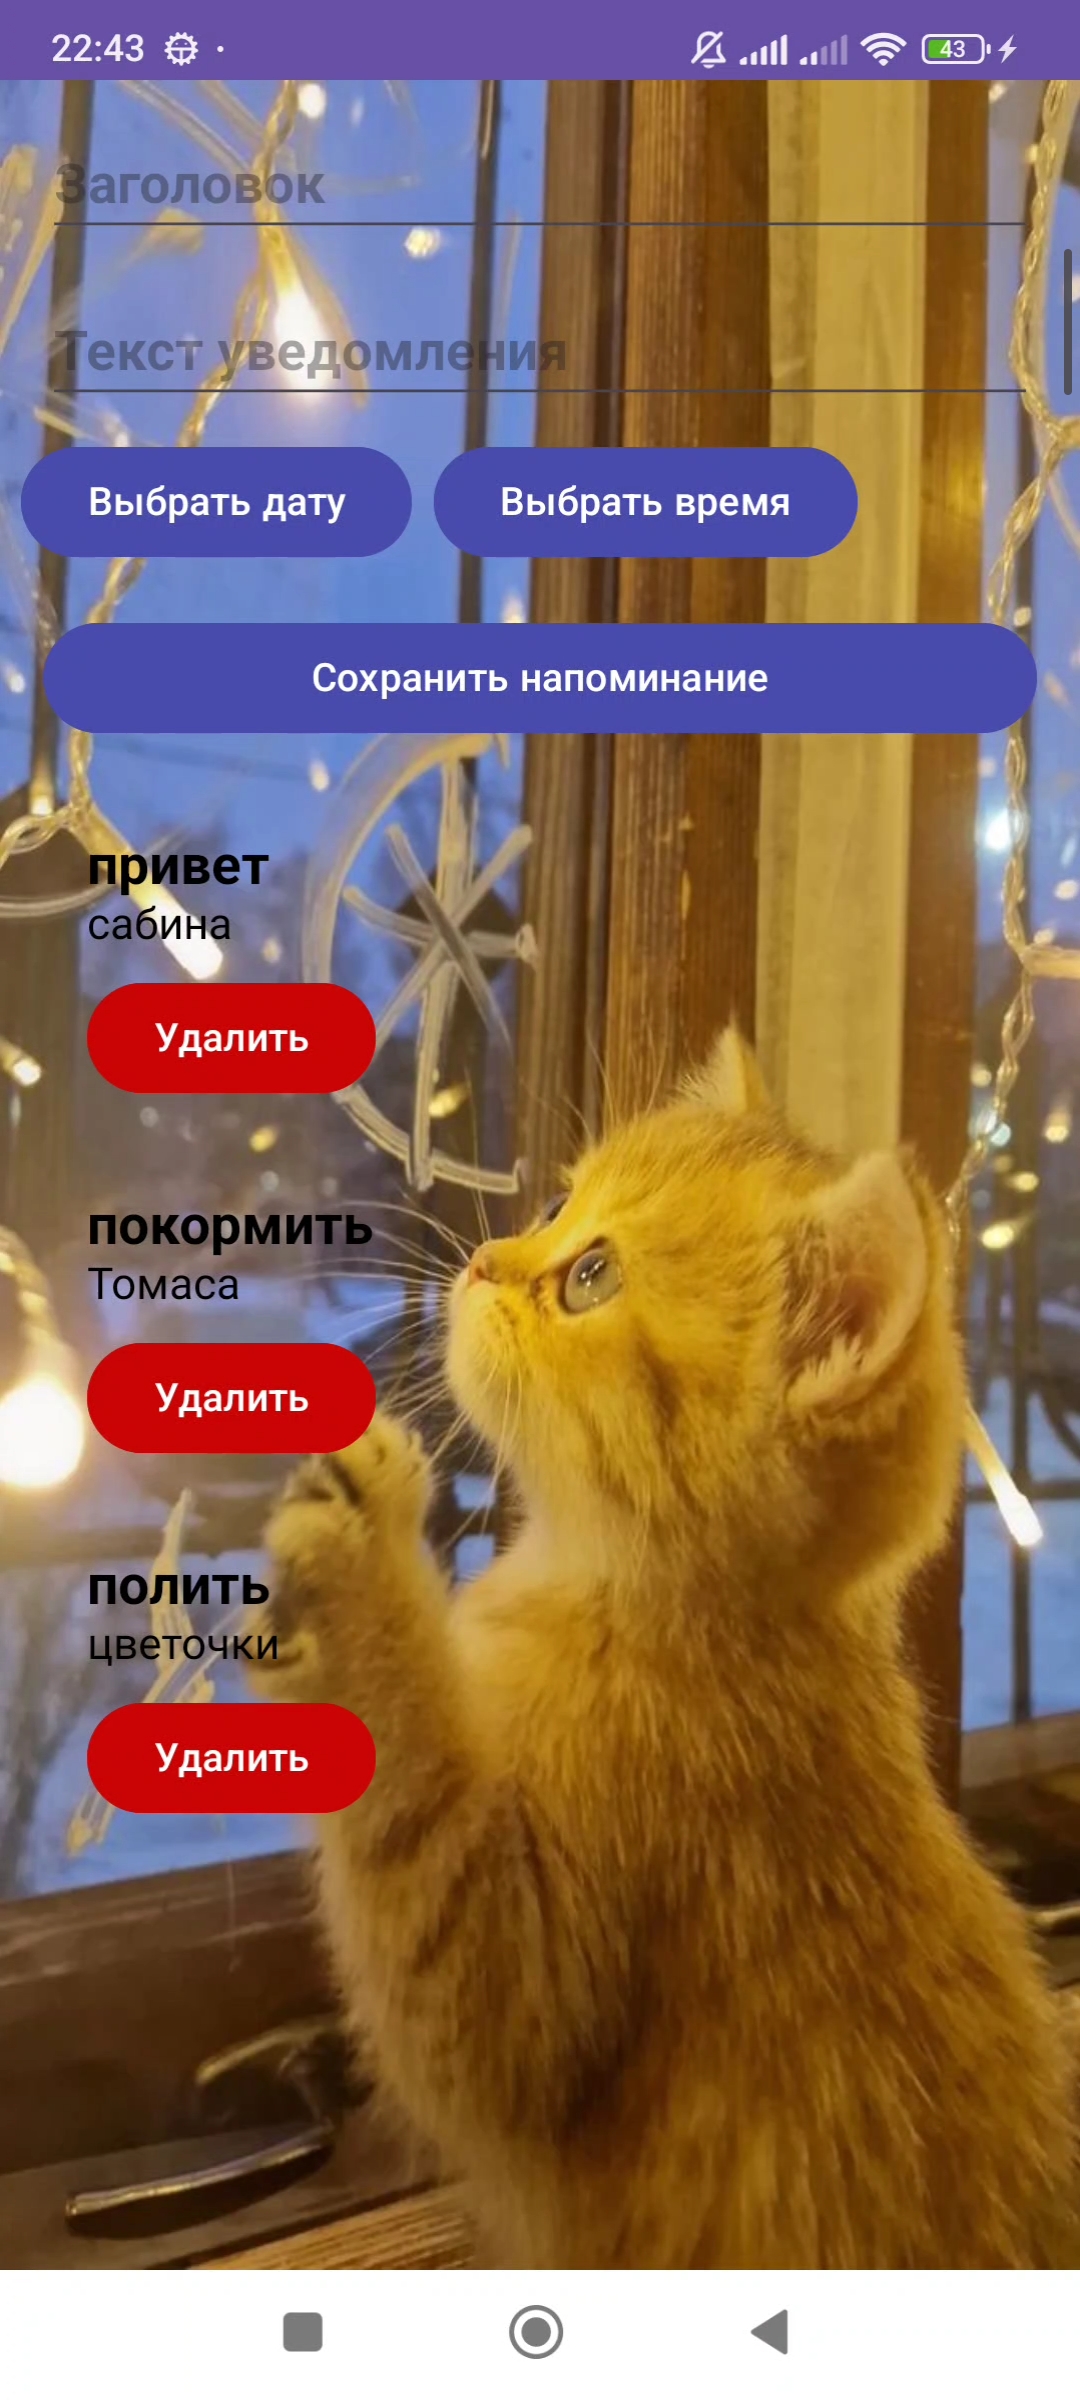 22:43
43
Заголовок
Текст уведомления
Выбрать дату Выбрать время
Сохранить напоминание
привет
сабина
Удалить
покормить
Томаса
Удалить
полить
цветочки
Удалить